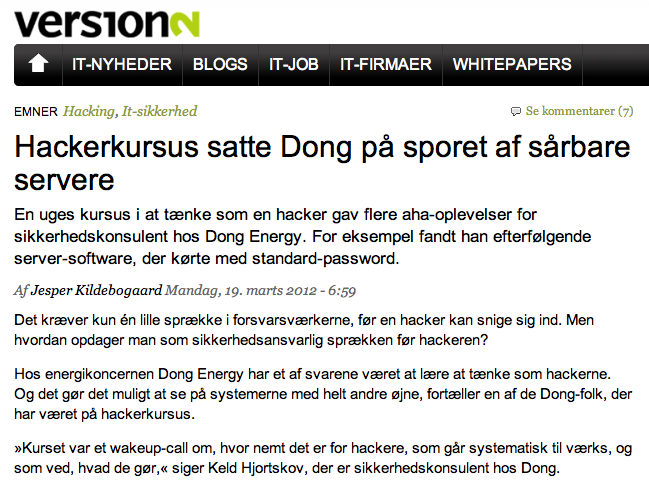 version2
IT-NYHEDER BLOGS IT-JOB IT-FIRMAER WHITEPAPERS
EMNER Hacking, It-sikkerhed Se kommentarer (7)
Hackerkursus satte Dong på sporet af sårbare
servere
En uges kursus i at tænke som en hacker gav flere aha-oplevelser for
sikkerhedskonsulent hos Dong Energy. For eksempel fandt han efterfølgende
server-software, der kørte med standard-password.
Af Jesper Kildebogaard Mandag, 19. marts 2012 - 6:59
Det kræver kun én lille sprække i forsvarsværkerne, før en hacker kan snige sig ind. Men
hvordan opdager man som sikkerhedsansvarlig sprækken før hackeren?
Hos energikoncernen Dong Energy har et af svarene været at lære at tænke som hackerne.
Og det gør det muligt at se på systemerne med helt andre øjne, fortæller en af de Dong-folk, der
har været på hackerkursus.
»Kurset var et wakeup-call om, hvor nemt det er for hackere, som går systematisk til værks, og
som ved, hvad de gør,« siger Keld Hjortskov, der er sikkerhedskonsulent hos Dong.